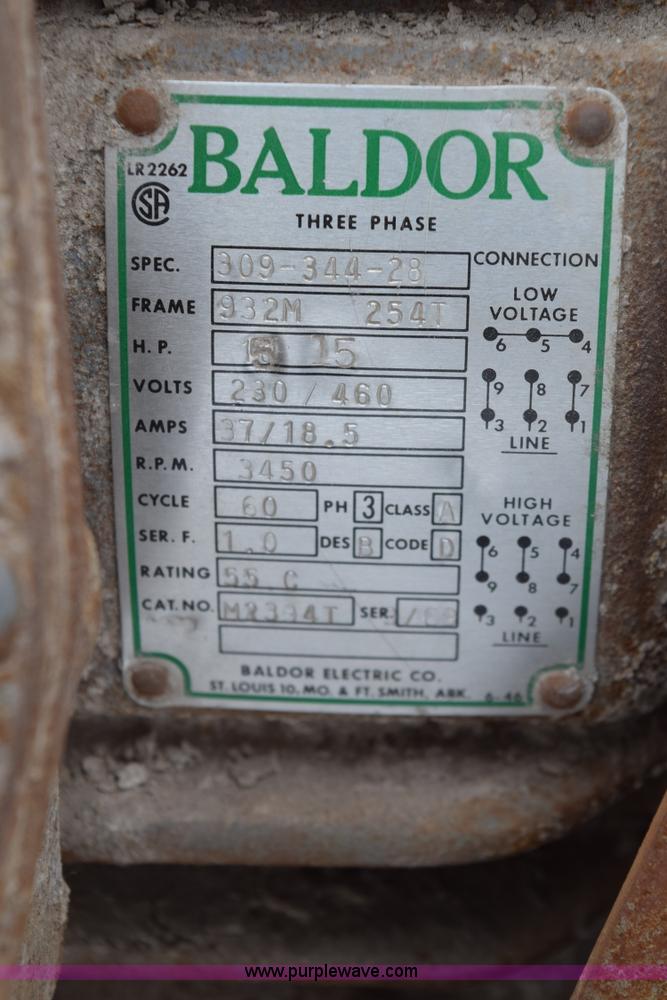 LR 2262
BALDOR
THREE PHASE
SPEC. 309-344-28
FRAME 932M 254T
H.P. 15
VOLTS 230 / 460
AMPS 37/18.5
R.P.M. 3450
CYCLE 60 PH 3 CLASS A
SER. F. 1.0 DES B CODE D
RATING 55 C
CAT. NO. M2394T SER.
CONNECTION
LOW
VOLTAGE
6 5 4
9 8 7
3 2 1
LINE
HIGH
VOLTAGE
6 5 4
9 8 7
3 2 1
LINE
BALDOR ELECTRIC CO.
ST. LOUIS 10, MO. & FT. SMITH, ARK. 6-46
www.purplewave.com